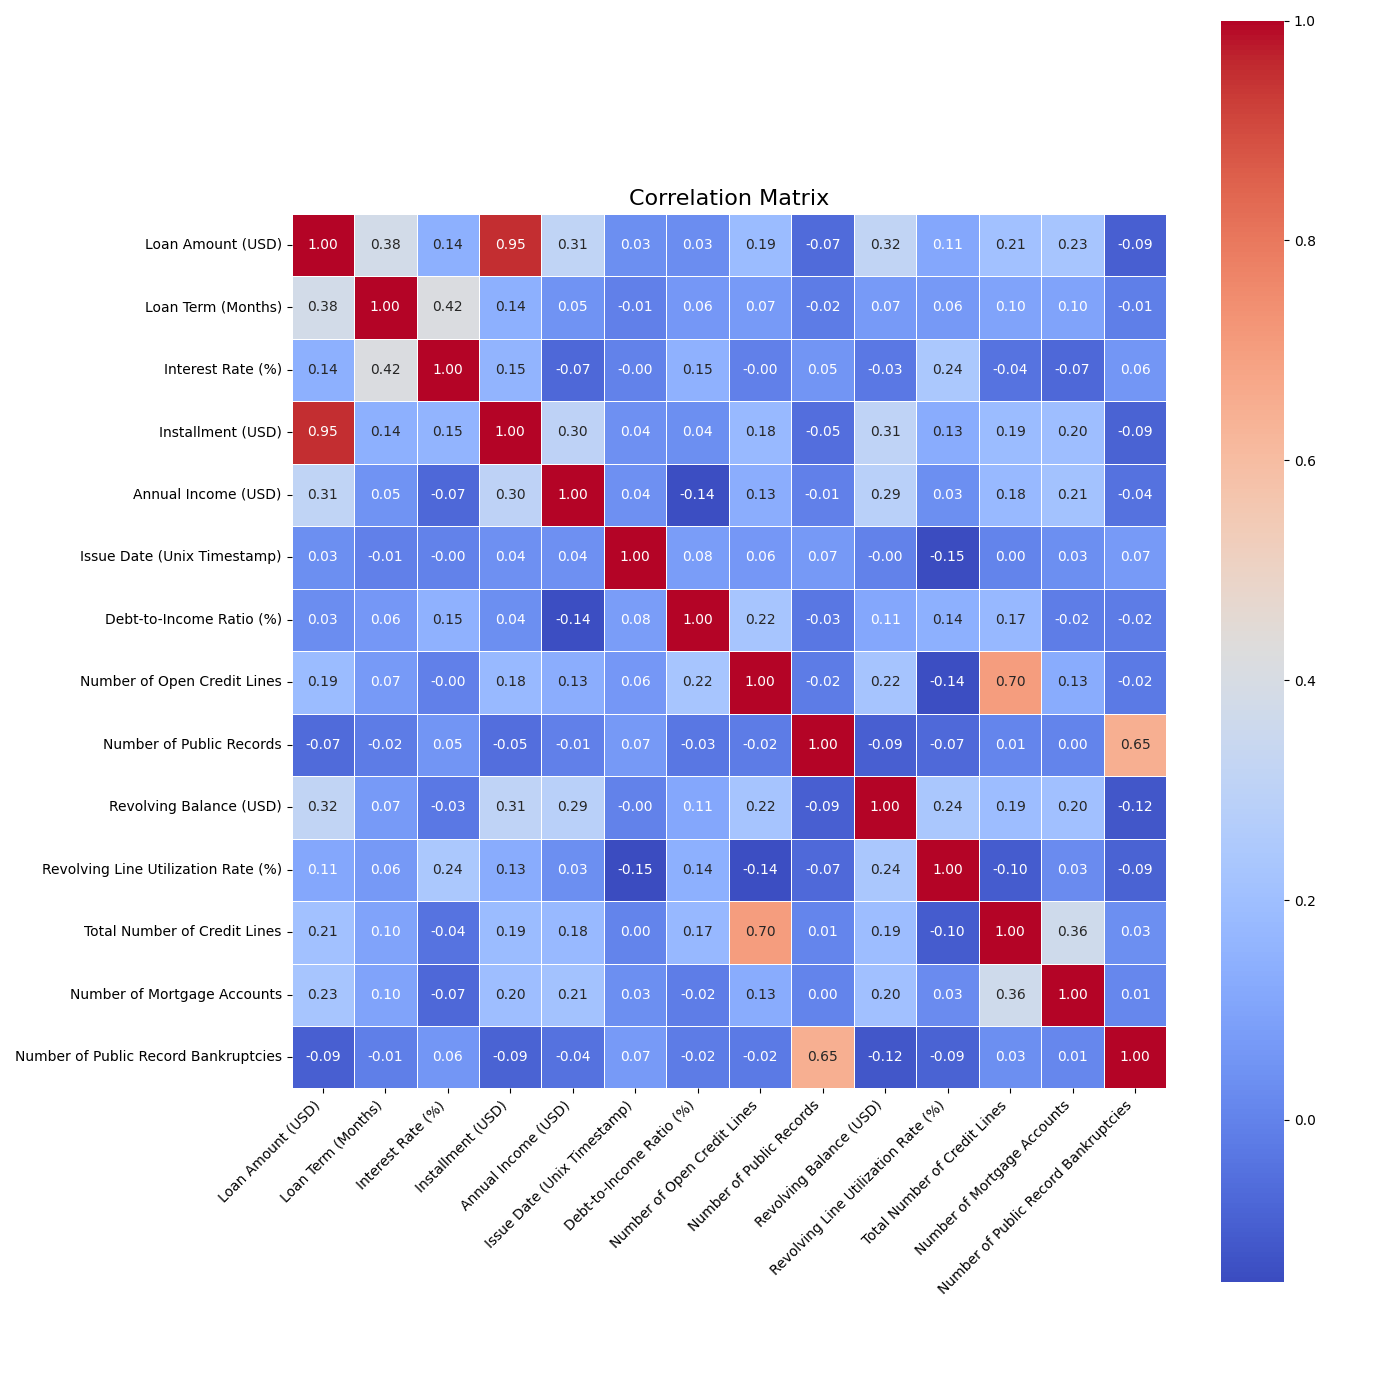 1.0
Correlation Matrix
Loan Amount (USD) 1.00 0.38 0.14 0.95 0.31 0.03 0.03 0.19 -0.07 0.32 0.11 0.21 0.23 -0.09
0.8
Loan Term (Months) 0.38 1.00 0.42 0.14 0.05 -0.01 0.06 0.07 -0.02 0.07 0.06 0.10 0.10 -0.01
Interest Rate (%) 0.14 0.42 1.00 0.15 -0.07 -0.00 0.15 -0.00 0.05 -0.03 0.24 -0.04 -0.07 0.06
Installment (USD) 0.95 0.14 0.15 1.00 0.30 0.04 0.04 0.18 -0.05 0.31 0.13 0.19 0.20 -0.09
0.6
Annual Income (USD) 0.31 0.05 -0.07 0.30 1.00 0.04 -0.14 0.13 -0.01 0.29 0.03 0.18 0.21 -0.04
Issue Date (Unix Timestamp) 0.03 -0.01 -0.00 0.04 0.04 1.00 0.08 0.06 0.07 -0.00 -0.15 0.00 0.03 0.07
Debt-to-Income Ratio (%) 0.03 0.06 0.15 0.04 -0.14 0.08 1.00 0.22 -0.03 0.11 0.14 0.17 -0.02 -0.02
Number of Open Credit Lines 0.19 0.07 -0.00 0.18 0.13 0.06 0.22 1.00 -0.02 0.22 -0.14 0.70 0.13 -0.02
0.4
Number of Public Records -0.07 -0.02 0.05 -0.05 -0.01 0.07 -0.03 -0.02 1.00 -0.09 -0.07 0.01 0.00 0.65
Revolving Balance (USD) 0.32 0.07 -0.03 0.31 0.29 -0.00 0.11 0.22 -0.09 1.00 0.24 0.19 0.20 -0.12
Revolving Line Utilization Rate (%) 0.11 0.06 0.24 0.13 0.03 -0.15 0.14 -0.14 -0.07 0.24 1.00 -0.10 0.03 -0.09
0.2
Total Number of Credit Lines 0.21 0.10 -0.04 0.19 0.18 0.00 0.17 0.70 0.01 0.19 -0.10 1.00 0.36 0.03
Number of Mortgage Accounts 0.23 0.10 -0.07 0.20 0.21 0.03 -0.02 0.13 0.00 0.20 0.03 0.36 1.00 0.01
Number of Public Record Bankruptcies -0.09 -0.01 0.06 -0.09 -0.04 0.07 -0.02 -0.02 0.65 -0.12 -0.09 0.03 0.01 1.00
0.0
Loan Amount (USD)
Loan Term (Months)
Interest Rate (%)
Installment (USD)
Annual Income (USD)
Issue Date (Unix Timestamp)
Debt-to-Income Ratio (%)
Number of Open Credit Lines
Number of Public Records
Revolving Balance (USD)
Revolving Line Utilization Rate (%)
Total Number of Credit Lines
Number of Mortgage Accounts
Number of Public Record Bankruptcies